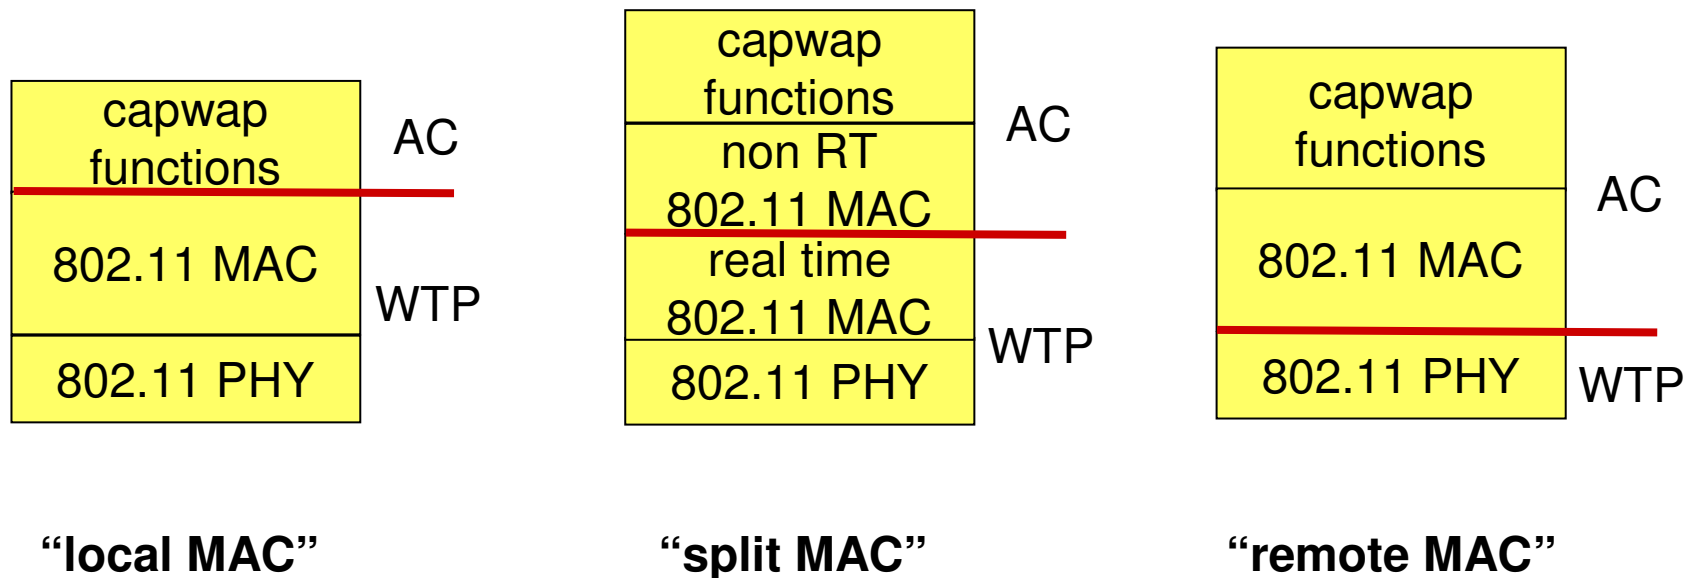 capwap
functions
AC
802.11 MAC
WTP
802.11 PHY
“local MAC”
capwap
functions
AC
non RT
802.11 MAC
real time
802.11 MAC
WTP
802.11 PHY
“split MAC”
capwap
functions
AC
802.11 MAC
802.11 PHY
WTP
“remote MAC”